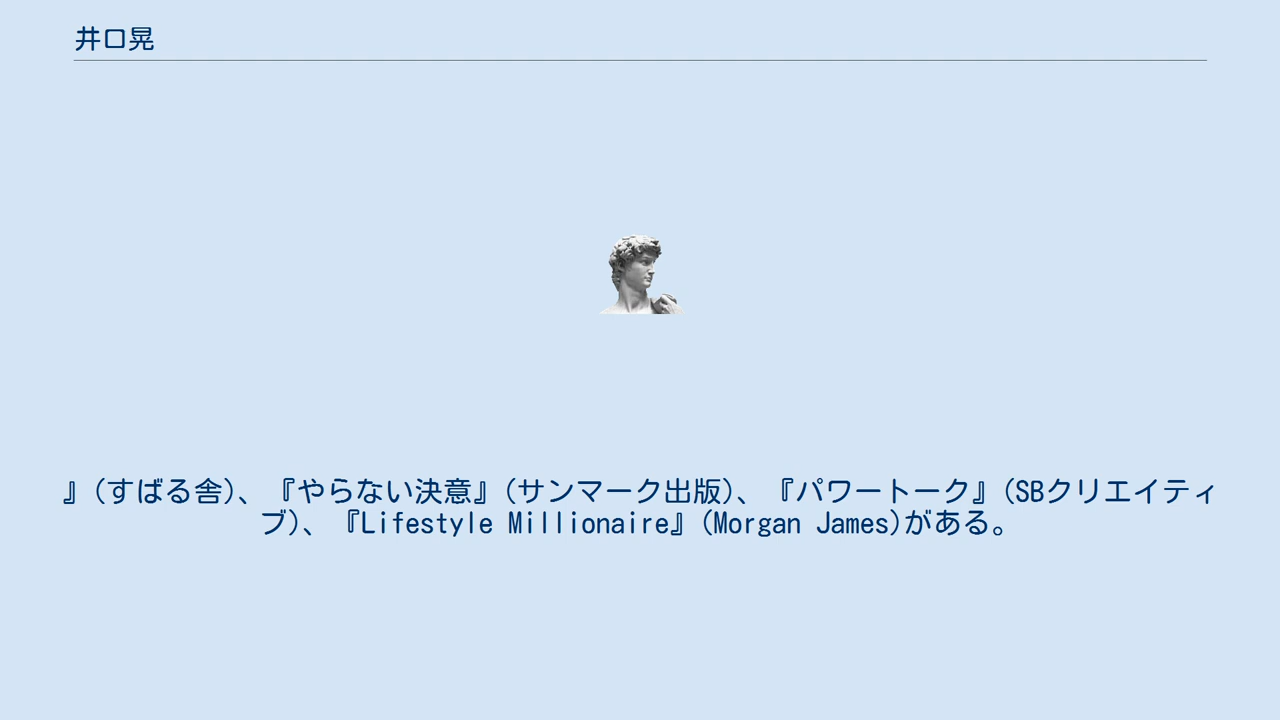 井口晃
』(すばる舎)、『やらない決意』(サンマーク出版)、『パワートーク』(SBクリエイティ
ブ)、『Lifestyle Millionaire』(Morgan James)がある。